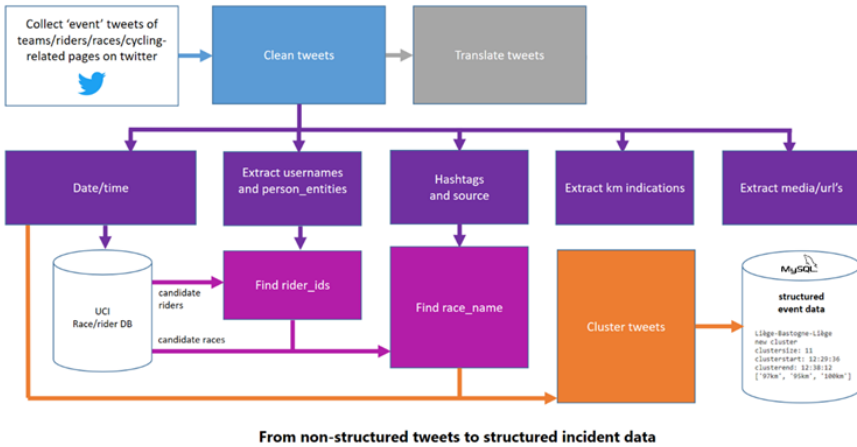 Collect ‘event’ tweets of
teams/riders/races/cycling-
related pages on twitter
Clean tweets
Translate tweets
Date/time
Extract usernames
and person_entities
Hashtags
and source
Extract km indications
Extract media/url's
UCI
Race/rider DB
candidate
riders
candidate races
Find rider_ids
Find race_name
Cluster tweets
MySQL
structured
event data
Liège-Bastogne-Liège
new cluster
clustersize: 11
clusterstart: 12:29:36
clusterend: 12:38:12
['97km', '95km', '100km']
From non-structured tweets to structured incident data